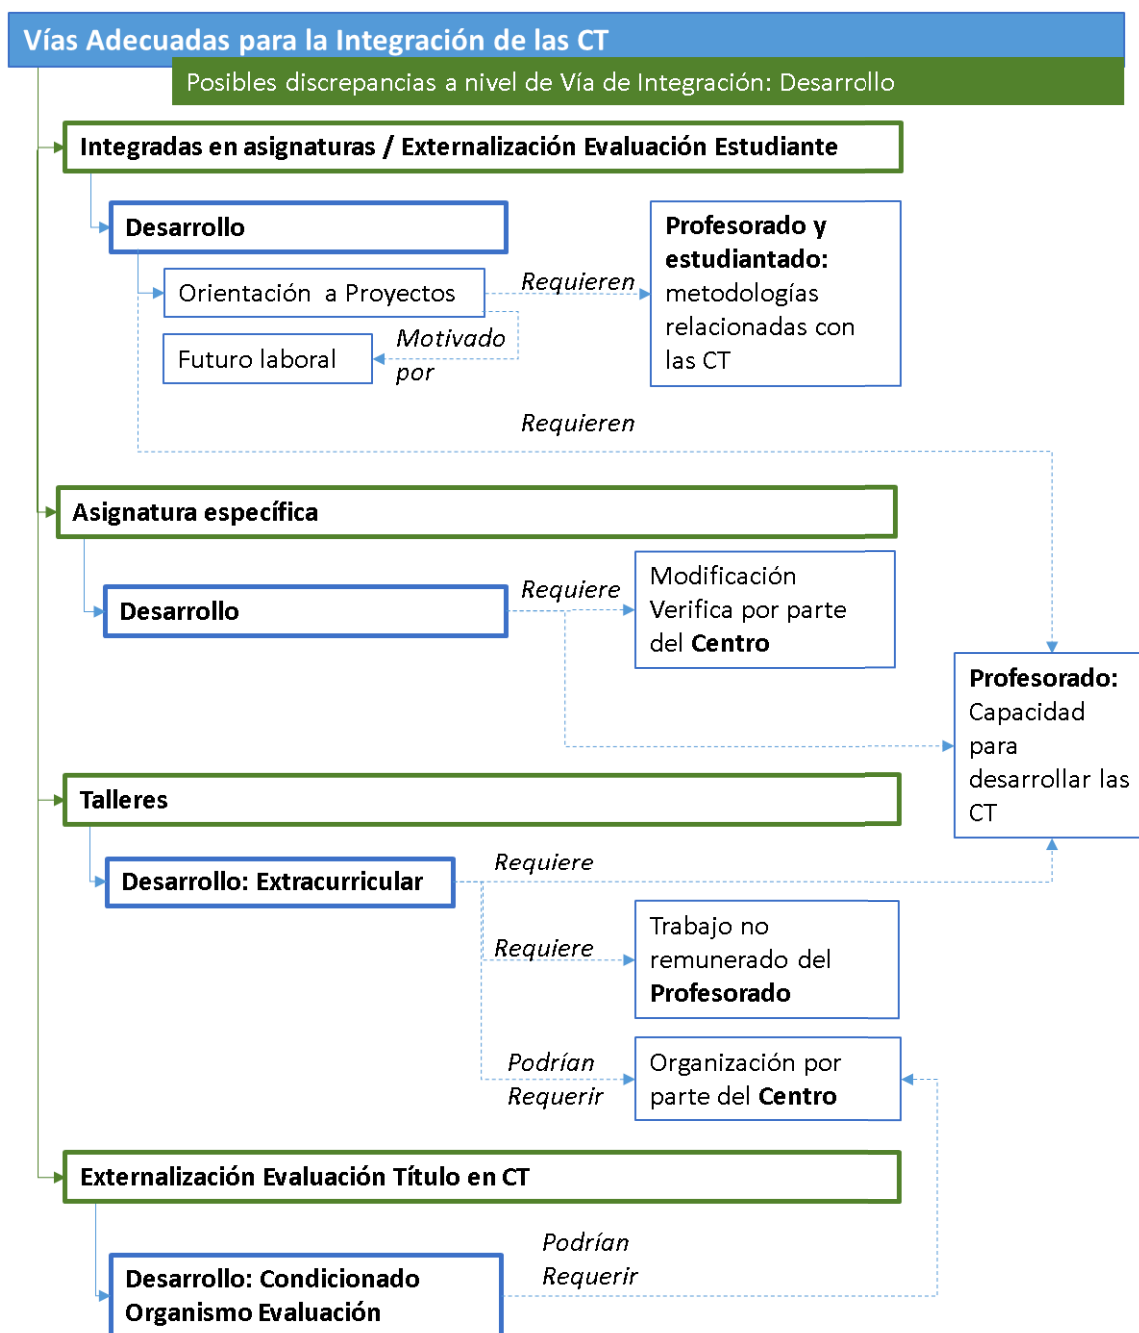 Vías Adecuadas para la Integración de las CT
Posibles discrepancias a nivel de Vía de Integración: Desarrollo
Integradas en asignaturas / Externalización Evaluación Estudiante
Desarrollo
Orientación a Proyectos
Requieren
Profesorado y
estudiantado:
metodologías
relacionadas con
las CT
Motivado
por
Futuro laboral
Requieren
Asignatura específica
Desarrollo
Requiere
Modificación
Verifica por parte
del Centro
Profesorado:
Capacidad
para
desarrollar las
CT
Talleres
Desarrollo: Extracurricular
Requiere
Requiere
Trabajo no
remunerado del
Profesorado
Podrían
Requerir
Organización por
parte del Centro
Externalización Evaluación Título en CT
Desarrollo: Condicionado
Organismo Evaluación
Podrían
Requerir